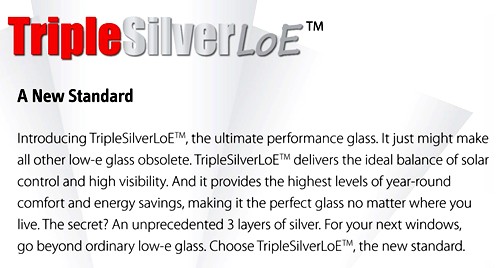 TripleSilverLoE™
A New Standard
Introducing TripleSilverLoE™, the ultimate performance glass. It just might make
all other low-e glass obsolete. TripleSilverLoE™ delivers the ideal balance of solar
control and high visibility. And it provides the highest levels of year-round
comfort and energy savings, making it the perfect glass no matter where you
live. The secret? An unprecedented 3 layers of silver. For your next windows,
go beyond ordinary low-e glass. Choose TripleSilverLoE™, the new standard.